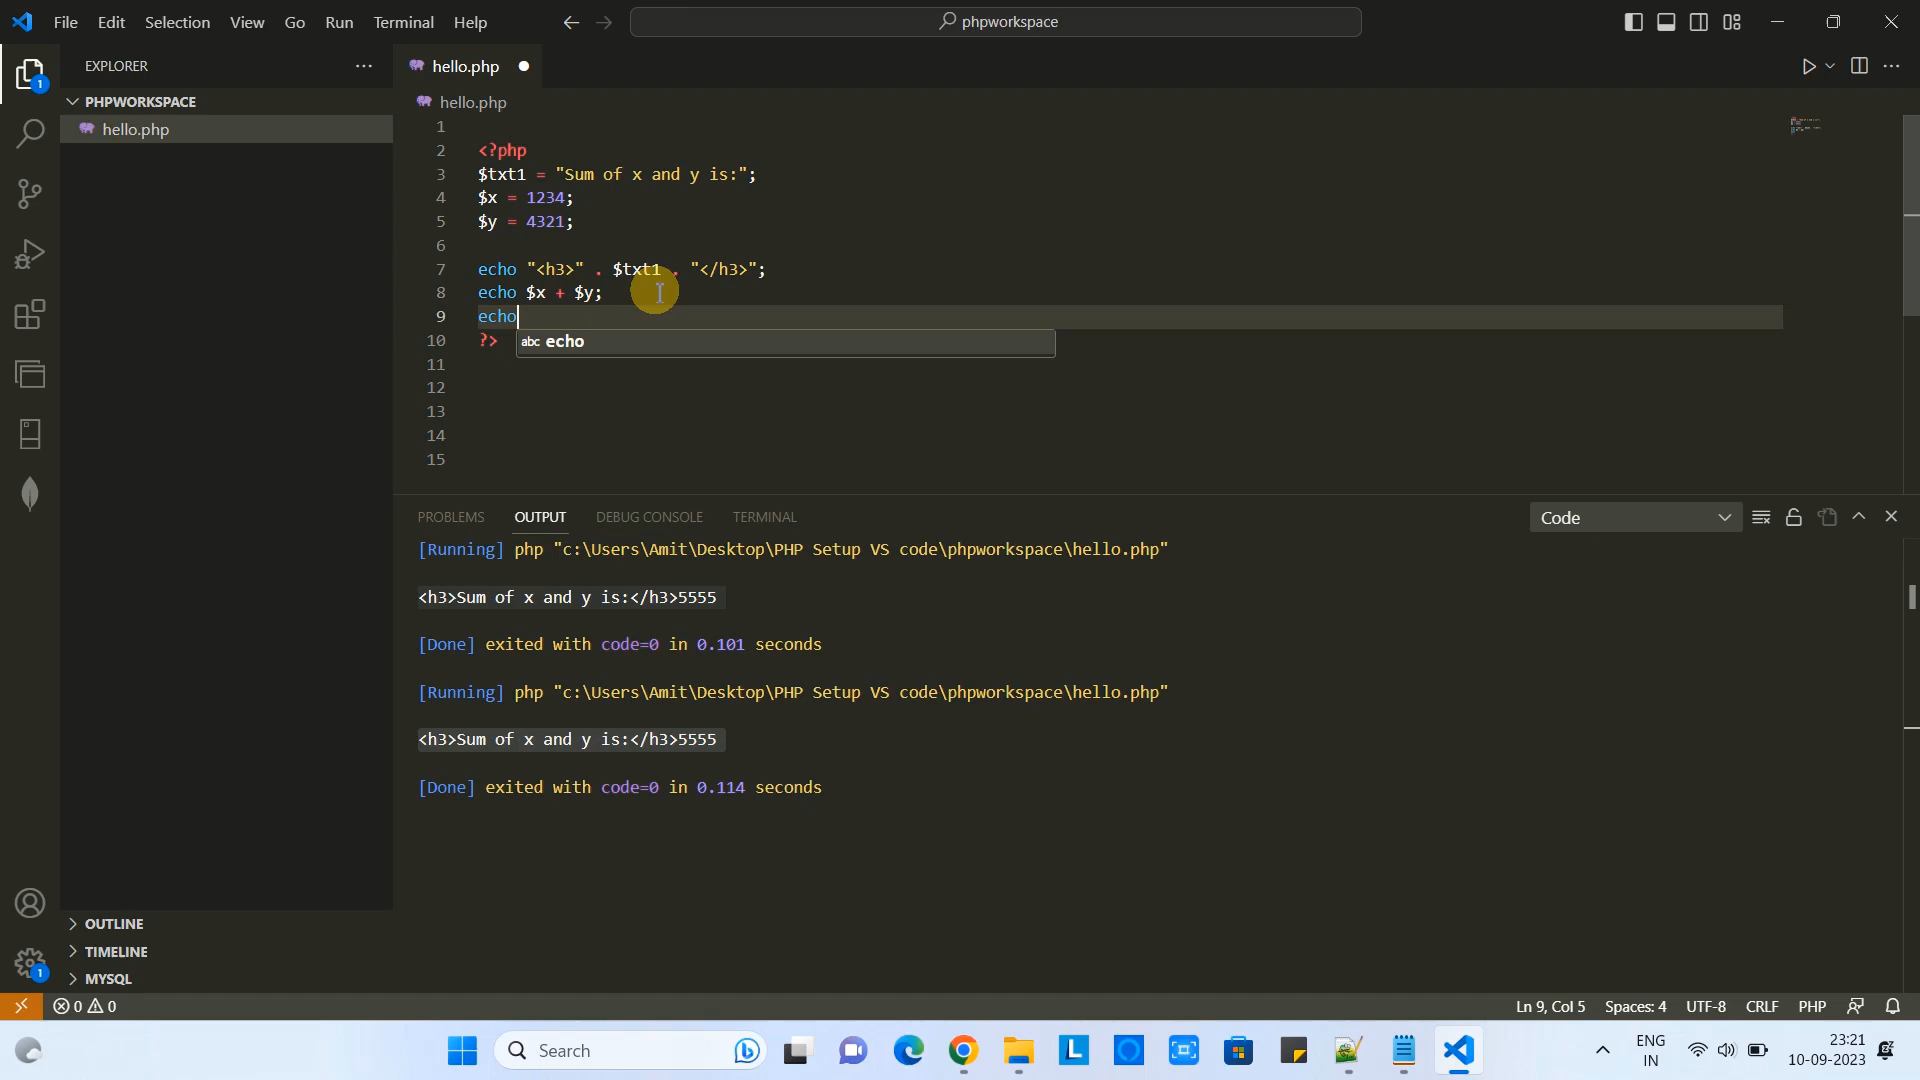 File Edit Selection View Go Run Terminal Help
phpworkspace
EXPLORER
PHPWORKSPACE
hello.php
hello.php
hello.php
1
2 <?php
3 $txt1 = "Sum of x and y is:";
4 $x = 1234;
5 $y = 4321;
6
7 echo "<h3>" . $txt1 . "</h3>";
8 echo $x + $y;
9 echo
10 ?>
abc echo
11
12
13
14
15
PROBLEMS OUTPUT DEBUG CONSOLE TERMINAL
Code
[Running] php "c:\Users\Amit\Desktop\PHP Setup VS code\phpworkspace\hello.php"
<h3>Sum of x and y is:</h3>5555
[Done] exited with code=0 in 0.101 seconds
[Running] php "c:\Users\Amit\Desktop\PHP Setup VS code\phpworkspace\hello.php"
<h3>Sum of x and y is:</h3>5555
[Done] exited with code=0 in 0.114 seconds
1
1
OUTLINE
TIMELINE
MYSQL
0 0
Ln 9, Col 5 Spaces: 4 UTF-8 CRLF PHP
Search
L
ENG
IN
23:21
10-09-2023